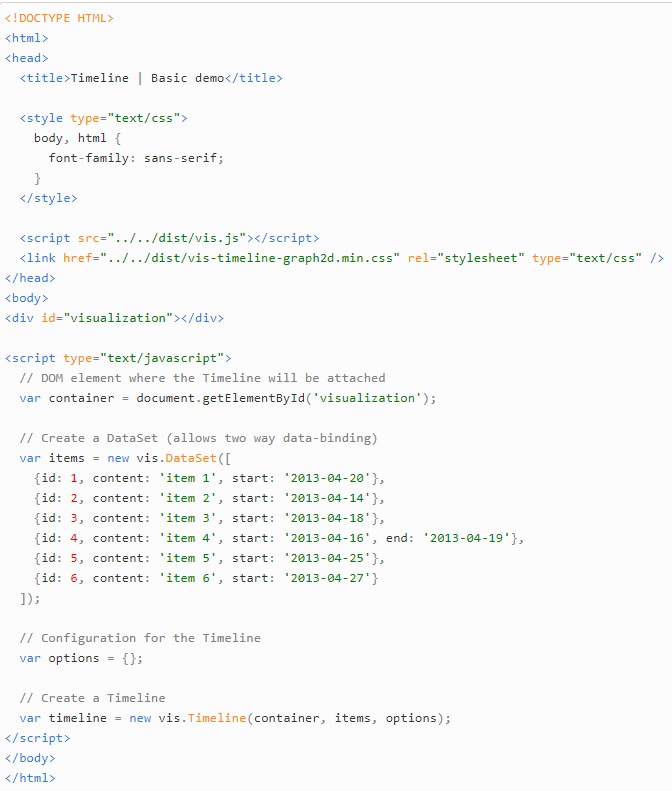 <!DOCTYPE HTML>
<html>
<head>
  <title>Timeline | Basic demo</title>

  <style type="text/css">
    body, html {
      font-family: sans-serif;
    }
  </style>

  <script src="../../dist/vis.js"></script>
  <link href="../../dist/vis-timeline-graph2d.min.css" rel="stylesheet" type="text/css" />
</head>
<body>
<div id="visualization"></div>

<script type="text/javascript">
  // DOM element where the Timeline will be attached
  var container = document.getElementById('visualization');

  // Create a DataSet (allows two way data-binding)
  var items = new vis.DataSet([
    {id: 1, content: 'item 1', start: '2013-04-20'},
    {id: 2, content: 'item 2', start: '2013-04-14'},
    {id: 3, content: 'item 3', start: '2013-04-18'},
    {id: 4, content: 'item 4', start: '2013-04-16', end: '2013-04-19'},
    {id: 5, content: 'item 5', start: '2013-04-25'},
    {id: 6, content: 'item 6', start: '2013-04-27'}
  ]);

  // Configuration for the Timeline
  var options = {};

  // Create a Timeline
  var timeline = new vis.Timeline(container, items, options);
</script>
</body>
</html>